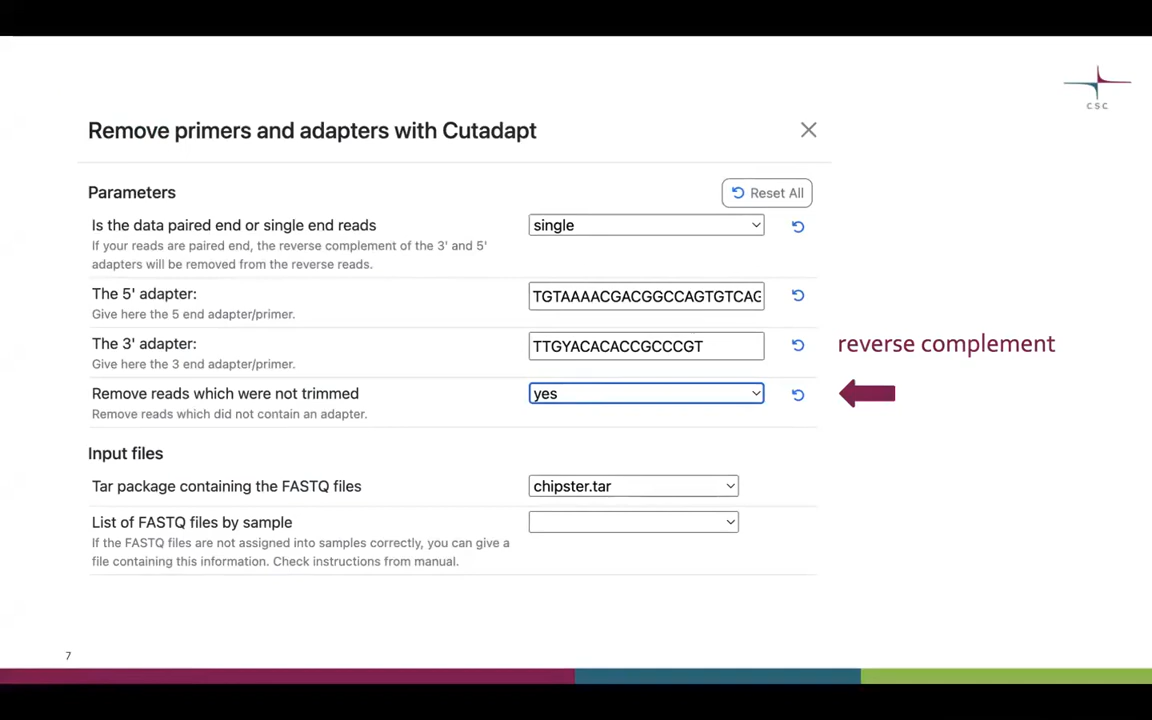 CSC
Remove primers and adapters with Cutadapt
Parameters
Reset All
Is the data paired end or single end reads
single
If your reads are paired end, the reverse complement of the 3' and 5'
adapters will be removed from the reverse reads.
The 5' adapter:
TGTAAAACGACGGCCAGTGTCAG
Give here the 5 end adapter/primer.
The 3' adapter:
TTGYACACACCGCCCGT
reverse complement
Give here the 3 end adapter/primer.
Remove reads which were not trimmed
yes
Remove reads which did not contain an adapter.
Input files
Tar package containing the FASTQ files
chipster.tar
List of FASTQ files by sample
If the FASTQ files are not assigned into samples correctly, you can give a
file containing this information. Check instructions from manual.
7